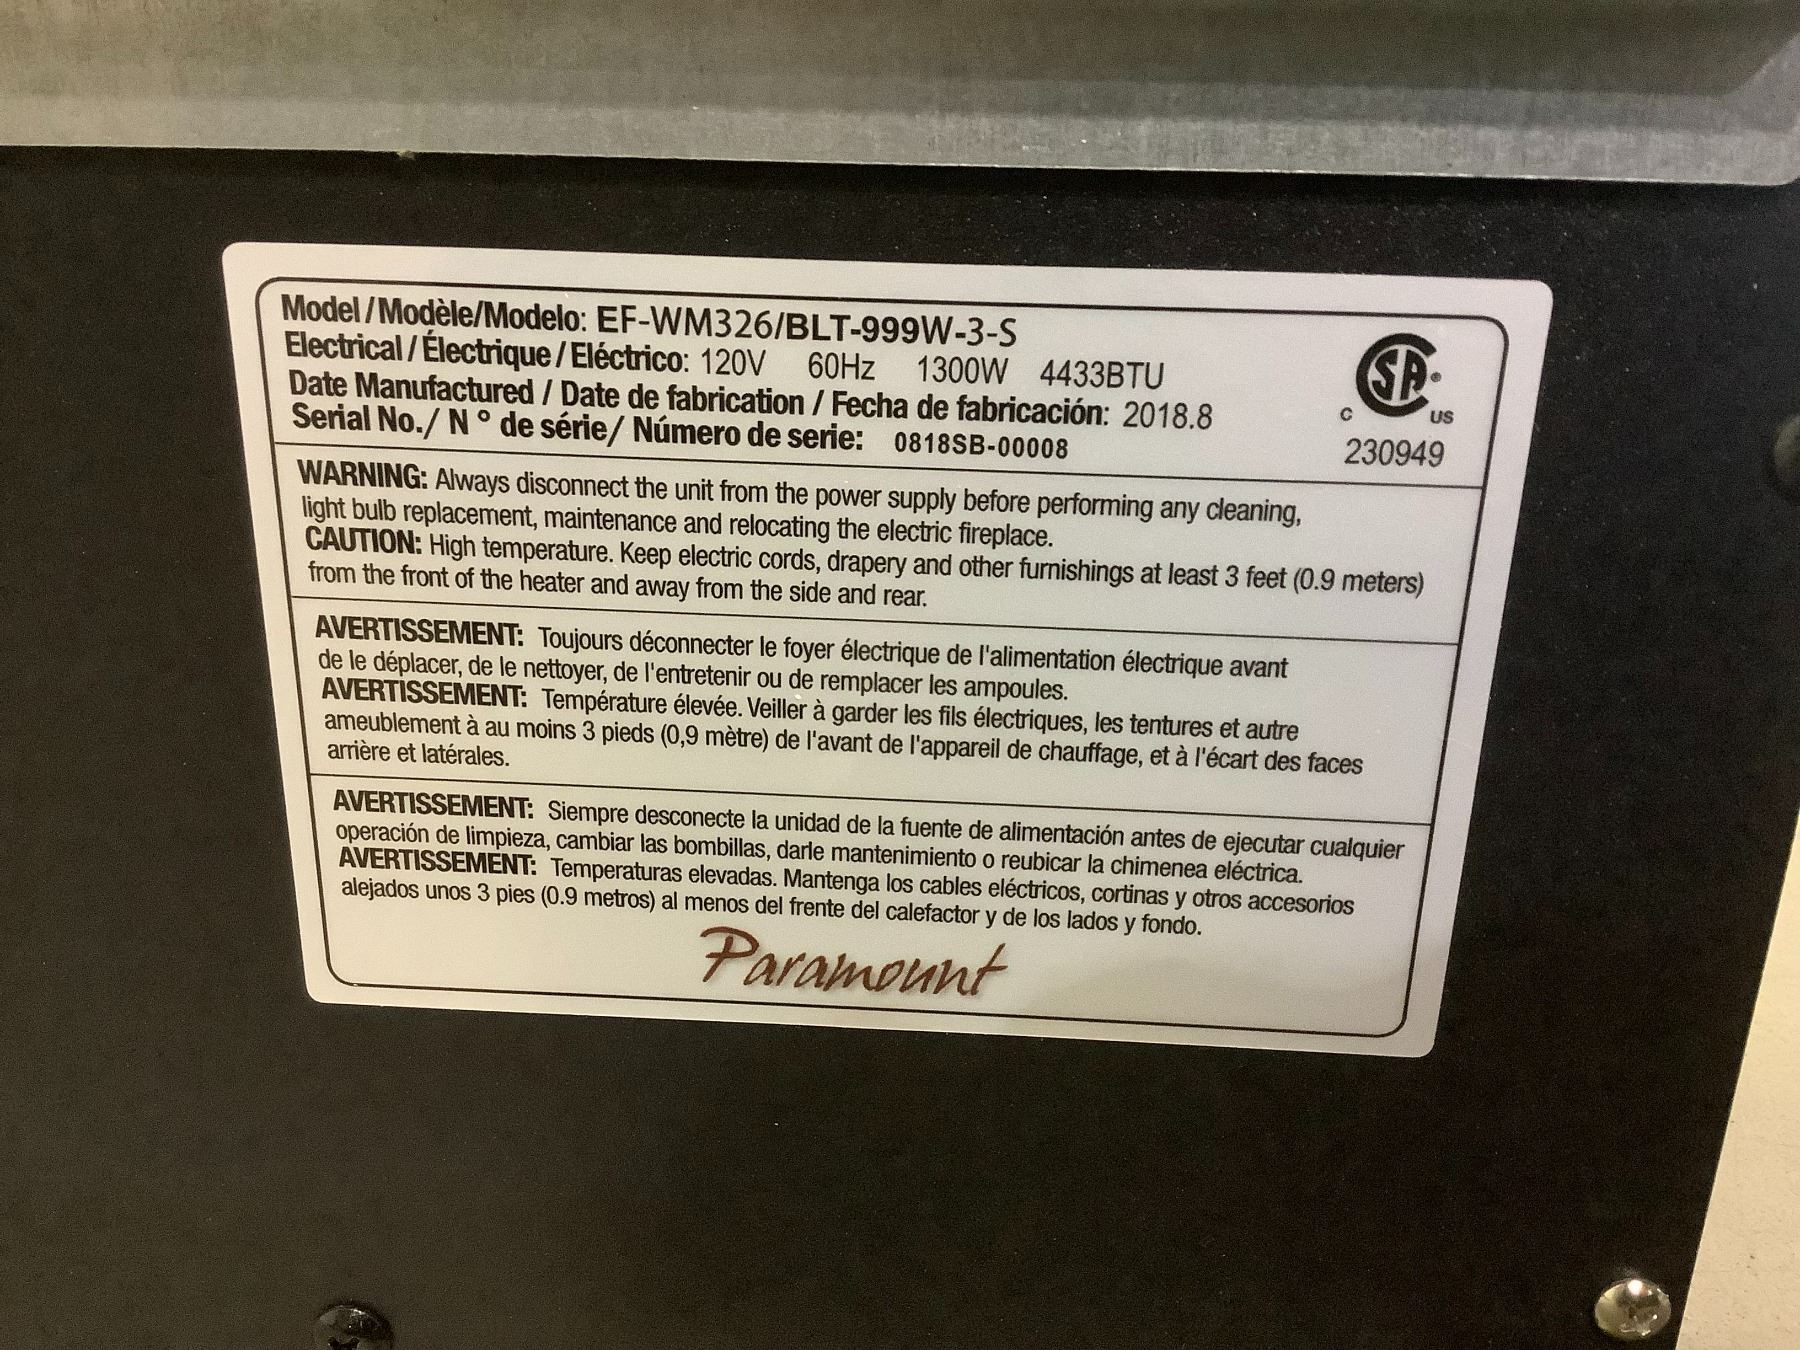 Model/Modèle/Modelo: EF-WM326/BLT-999W-3-S
Electrical/Électrique/Eléctrico: 120V 60Hz 1300W 4433BTU
Date Manufactured / Date de fabrication / Fecha de fabricación: 2018.8
Serial No./ N° de série/ Número de serie: 0818SB-00008
C SA® US
230949
WARNING: Always disconnect the unit from the power supply before performing any cleaning,
light bulb replacement, maintenance and relocating the electric fireplace.
CAUTION: High temperature. Keep electric cords, drapery and other furnishings at least 3 feet (0.9 meters)
from the front of the heater and away from the side and rear.
AVERTISSEMENT: Toujours déconnecter le foyer électrique de l'alimentation électrique avant
de le déplacer, de le nettoyer, de l'entretenir ou de remplacer les ampoules.
AVERTISSEMENT: Température élevée. Veiller à garder les fils électriques, les tentures et autre
ameublement à au moins 3 pieds (0,9 mètre) de l'avant de l'appareil de chauffage, et à l'écart des faces
arrière et latérales.
AVERTISSEMENT: Siempre desconecte la unidad de la fuente de alimentación antes de ejecutar cualquier
operación de limpieza, cambiar las bombillas, darle mantenimiento o reubicar la chimenea eléctrica.
AVERTISSEMENT: Temperaturas elevadas. Mantenga los cables eléctricos, cortinas y otros accesorios
alejados unos 3 pies (0.9 metros) al menos del frente del calefactor y de los lados y fondo.
Paramount